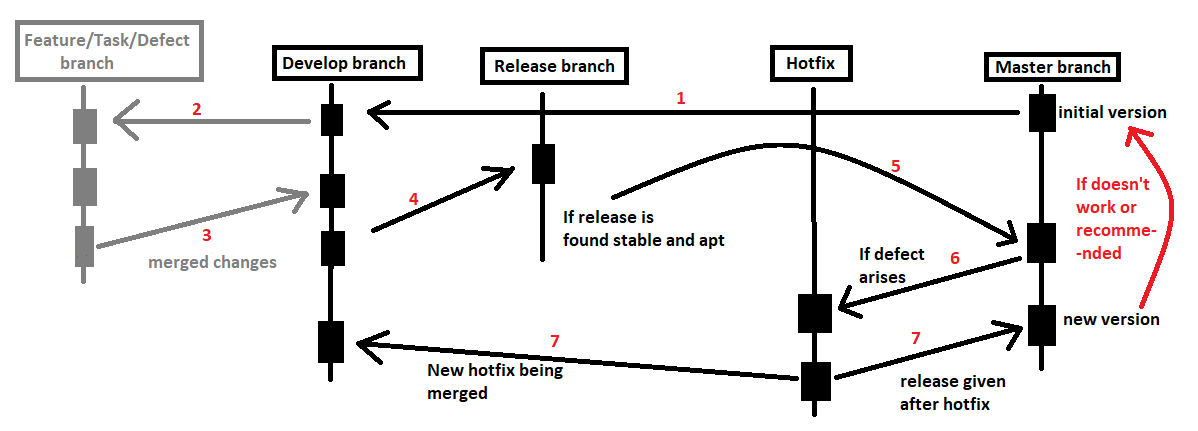 Feature/Task/Defect
branch
Develop branch
Release branch
Hotfix
Master branch
1
2
initial version
4
5
If doesn't
work or
recomme-
-nded
3
merged changes
If release is
found stable and apt
If defect
arises
6
new version
7
7
New hotfix being
merged
release given
after hotfix